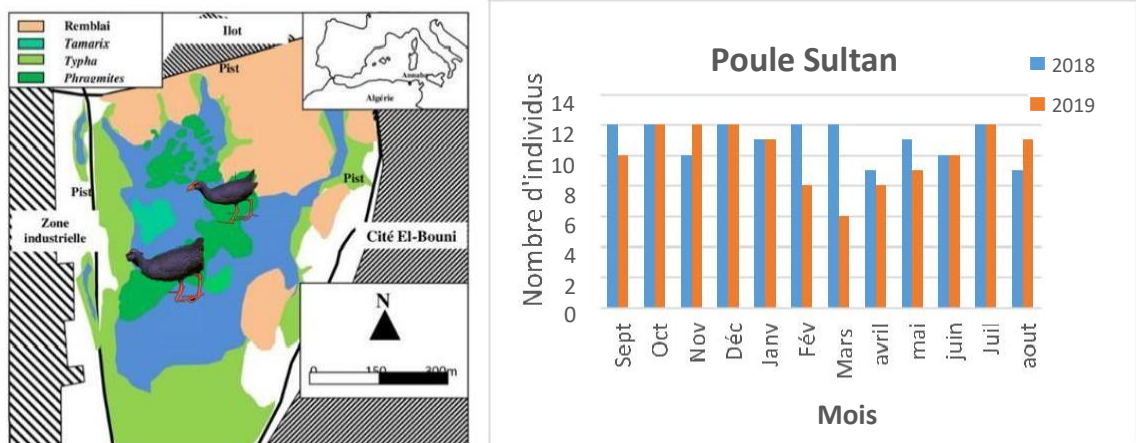 Remblai
Tamarix
Typha
Phragmites
Ilot
Pist
Annaba
Algérie
Pist
Pist
Zone
industrielle
Cité El-Bouni
N
0 150 300m
Poule Sultan
2018
2019
Nombre d'individus
14
12
10
8
6
4
2
0
Sept Oct Nov Déc Janv Fév Mars avril mai juin Juil aout
Mois